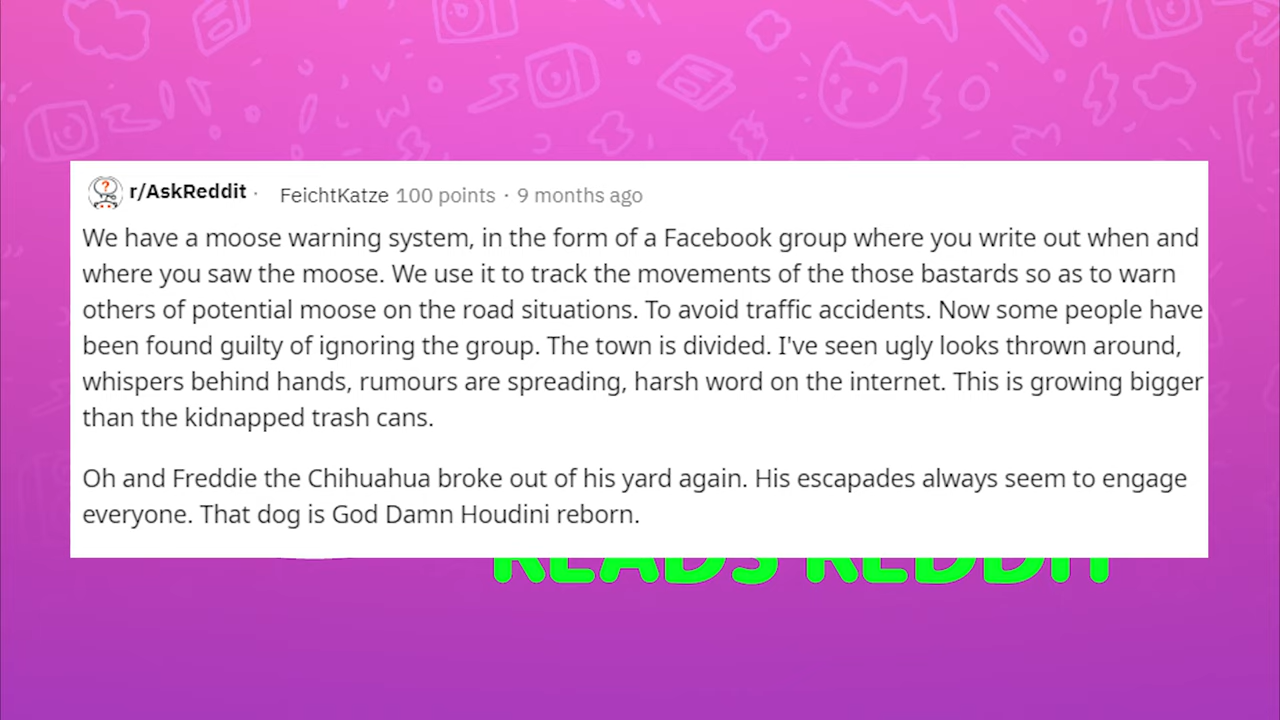 r/AskReddit · FeichtKatze 100 points · 9 months ago
We have a moose warning system, in the form of a Facebook group where you write out when and
where you saw the moose. We use it to track the movements of the those bastards so as to warn
others of potential moose on the road situations. To avoid traffic accidents. Now some people have
been found guilty of ignoring the group. The town is divided. I've seen ugly looks thrown around,
whispers behind hands, rumours are spreading, harsh word on the internet. This is growing bigger
than the kidnapped trash cans.
Oh and Freddie the Chihuahua broke out of his yard again. His escapades always seem to engage
everyone. That dog is God Damn Houdini reborn.
READS REDDIT